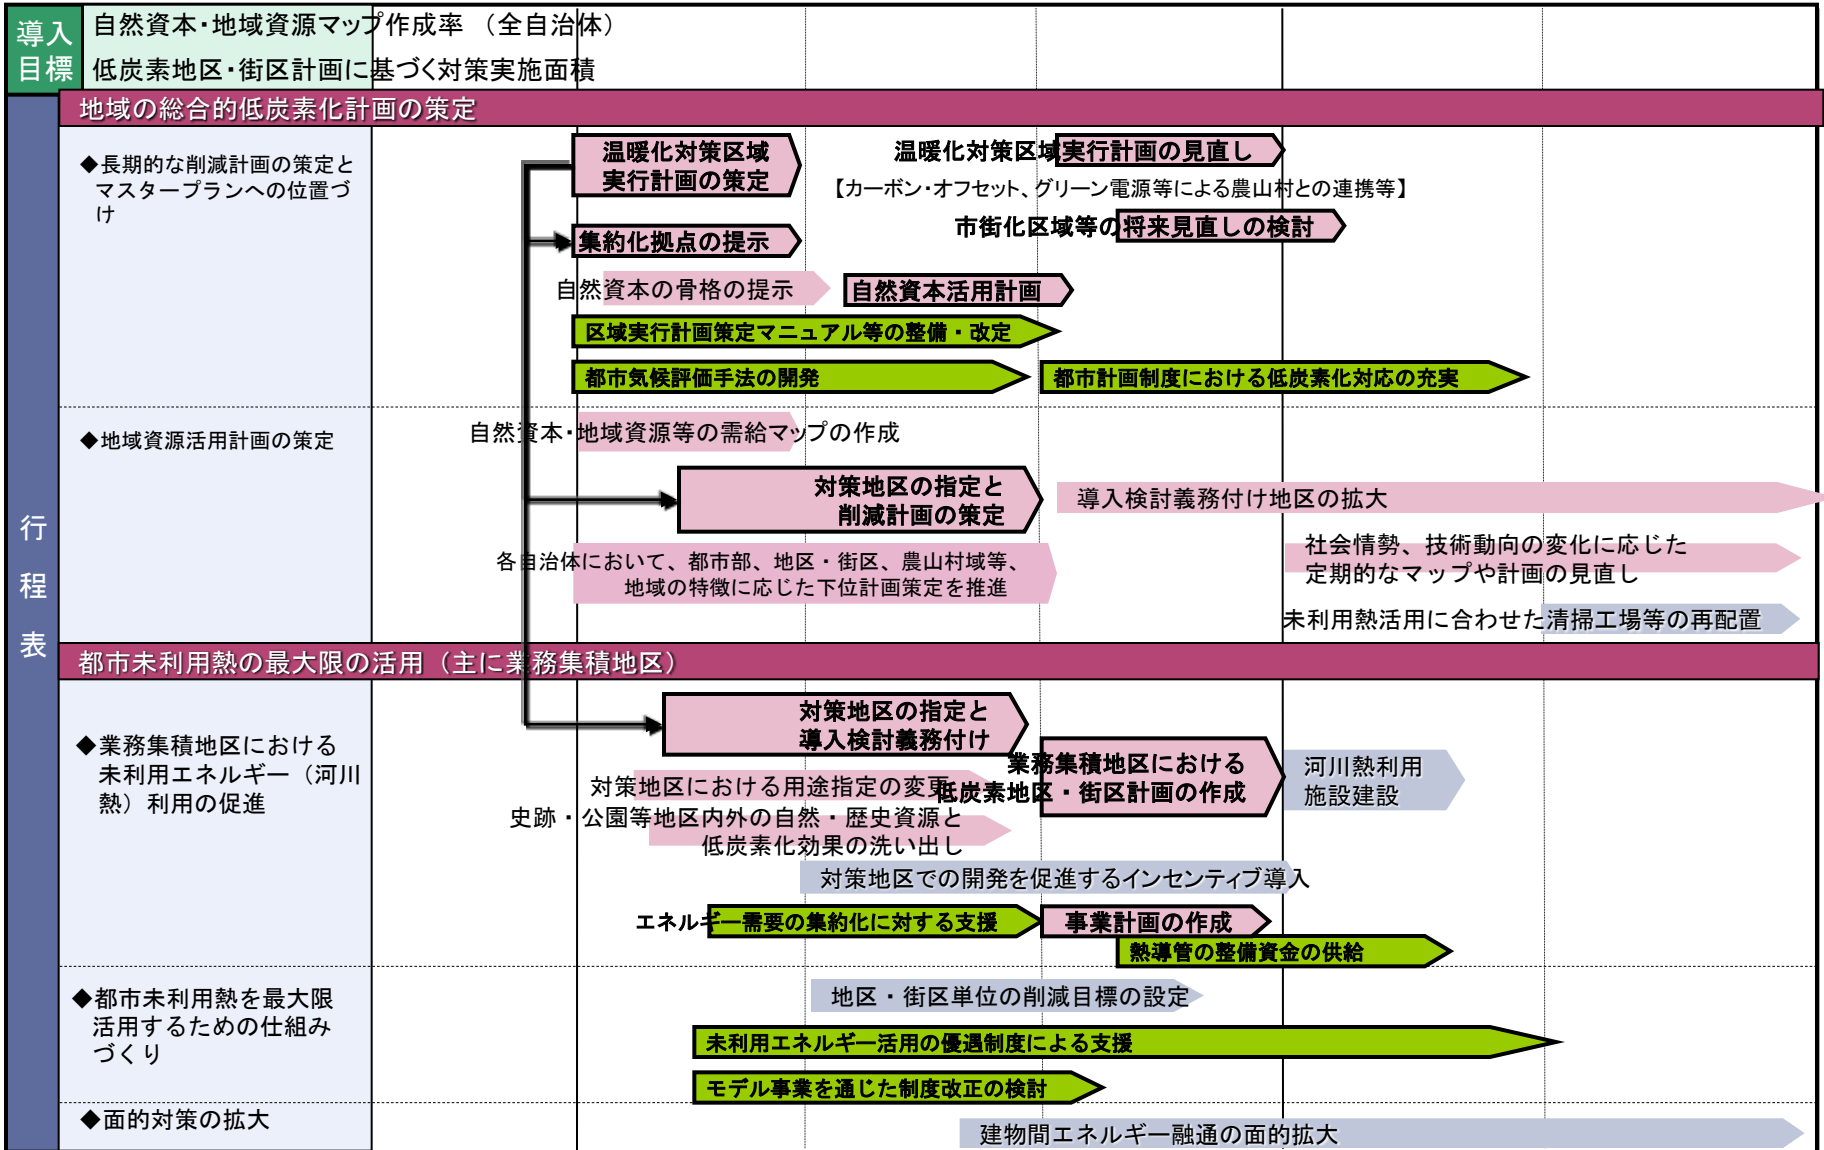 導入
目標
自然資本・地域資源マップ作成率 (全自治体)
低炭素地区・街区計画に基づく対策実施面積
行
程
表
地域の総合的低炭素化計画の策定
◆長期的な削減計画の策定と
マスタープランへの位置づ
け
温暖化対策区域
実行計画の策定
温暖化対策区域実行計画の見直し
【カーボン・オフセット、グリーン電源等による農山村との連携等】
市街化区域等の将来見直しの検討
集約化拠点の提示
自然資本の骨格の提示
自然資本活用計画
区域実行計画策定マニュアル等の整備・改定
都市気候評価手法の開発
都市計画制度における低炭素化対応の充実
◆地域資源活用計画の策定
自然資本・地域資源等の需給マップの作成
対策地区の指定と
削減計画の策定
導入検討義務付け地区の拡大
各自治体において、都市部、地区・街区、農山村域等、
地域の特徴に応じた下位計画策定を推進
社会情勢、技術動向の変化に応じた
定期的なマップや計画の見直し
未利用熱活用に合わせた清掃工場等の再配置
都市未利用熱の最大限の活用（主に業務集積地区）
◆業務集積地区における
未利用エネルギー（河川
熱）利用の促進
対策地区の指定と
導入検討義務付け
業務集積地区における
低炭素地区・街区計画の作成
河川熱利用
施設建設
対策地区における用途指定の変更
史跡・公園等地区内外の自然・歴史資源と
低炭素化効果の洗い出し
対策地区での開発を促進するインセンティブ導入
エネルギー需要の集約化に対する支援
事業計画の作成
熱導管の整備資金の供給
◆都市未利用熱を最大限
活用するための仕組み
づくり
地区・街区単位の削減目標の設定
未利用エネルギー活用の優遇制度による支援
モデル事業を通じた制度改正の検討
◆面的対策の拡大
建物間エネルギー融通の面的拡大